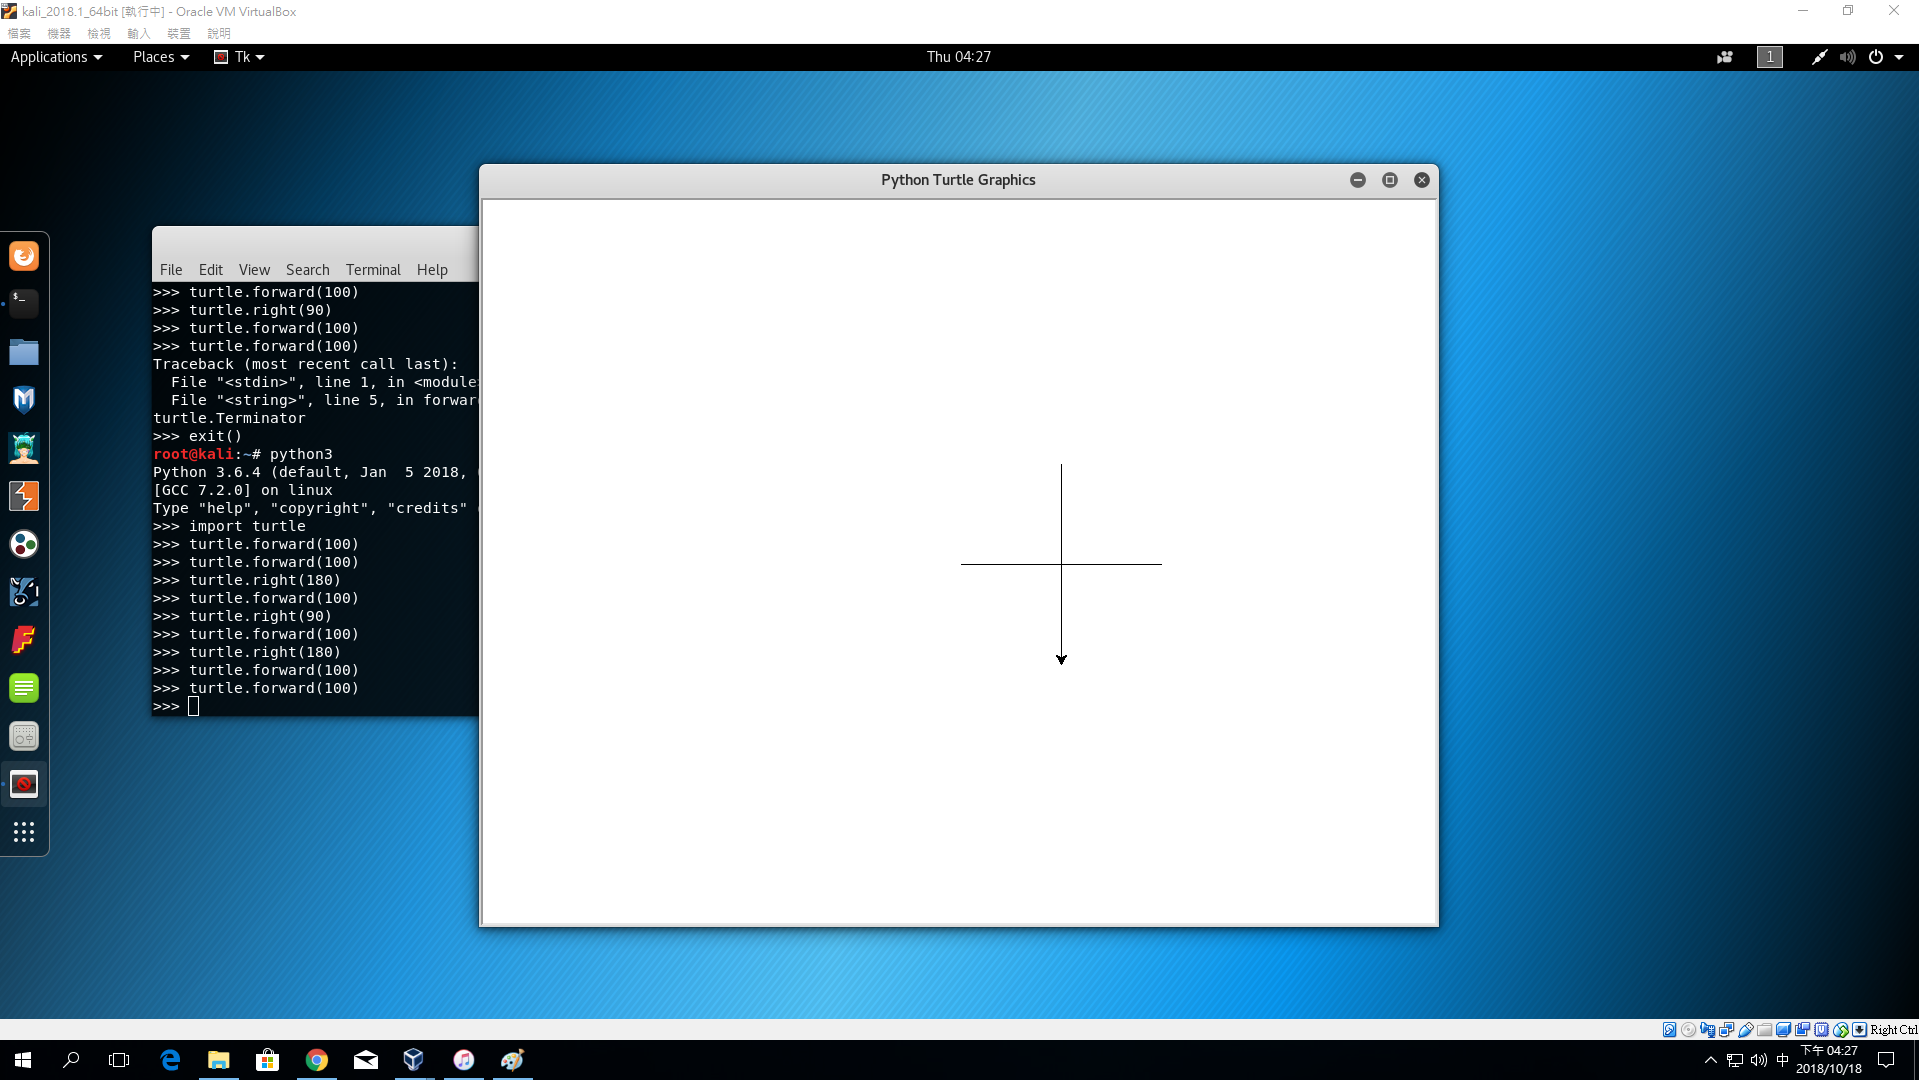 kali_2018.1_64bit [執行中] - Oracle VM VirtualBox
檔案 機器 檢視 輸入 裝置 說明
Applications Places Tk Thu 04:27 1
Python Turtle Graphics
File Edit View Search Terminal Help
>>> turtle.forward(100)
>>> turtle.right(90)
>>> turtle.forward(100)
>>> turtle.forward(100)
Traceback (most recent call last):
File "<stdin>", line 1, in <module>
File "<string>", line 5, in forwar
turtle.Terminator
>>> exit()
root@kali:~# python3
Python 3.6.4 (default, Jan  5 2018,
[GCC 7.2.0] on linux
Type "help", "copyright", "credits"
>>> import turtle
>>> turtle.forward(100)
>>> turtle.forward(100)
>>> turtle.right(180)
>>> turtle.forward(100)
>>> turtle.right(90)
>>> turtle.forward(100)
>>> turtle.right(180)
>>> turtle.forward(100)
>>> turtle.forward(100)
>>>
Right Ctrl
中
下午 04:27
2018/10/18